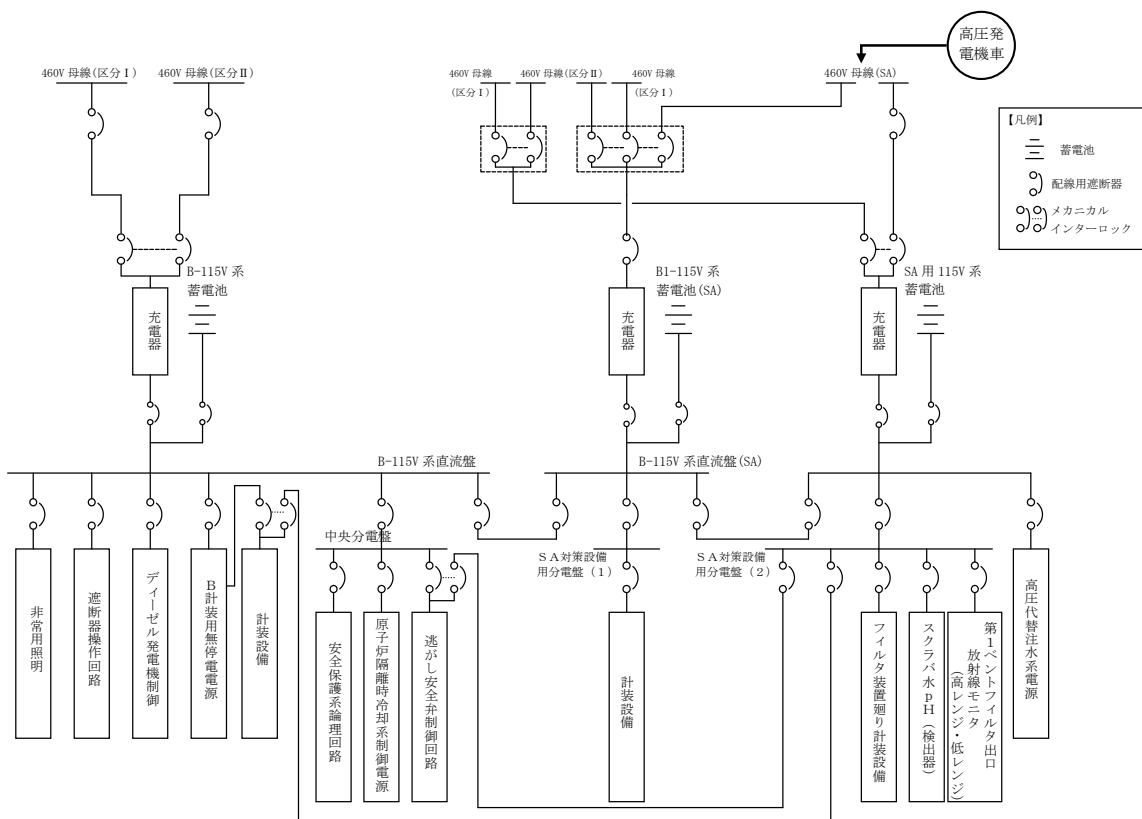 高圧発
電機車
460V 母線(区分Ⅰ)
460V 母線(区分Ⅱ)
460V 母線
(区分Ⅰ)
460V 母線(区分Ⅱ)
460V 母線
(区分Ⅰ)
460V 母線(SA)
【凡例】
蓄電池
配線用遮断器
メカニカル
インターロック
B-115V 系
蓄電池
B1-115V 系
蓄電池(SA)
SA 用 115V 系
蓄電池
充電器
充電器
充電器
B-115V 系直流盤
B-115V 系直流盤(SA)
中央分電盤
SA対策設備
用分電盤(1)
SA対策設備
用分電盤(2)
非常用照明
遮断器操作回路
ディーゼル発電機制御
B計装用無停電電源
計装設備
安全保護系論理回路
原子炉隔離時冷却系制御電源
逃がし安全弁制御回路
計装設備
フィルタ装置廻り計装設備
スクラバ水pH(検出器)
第1ベントフィルタ出口
放射線モニタ
(高レンジ・低レンジ)
高圧代替注水系電源